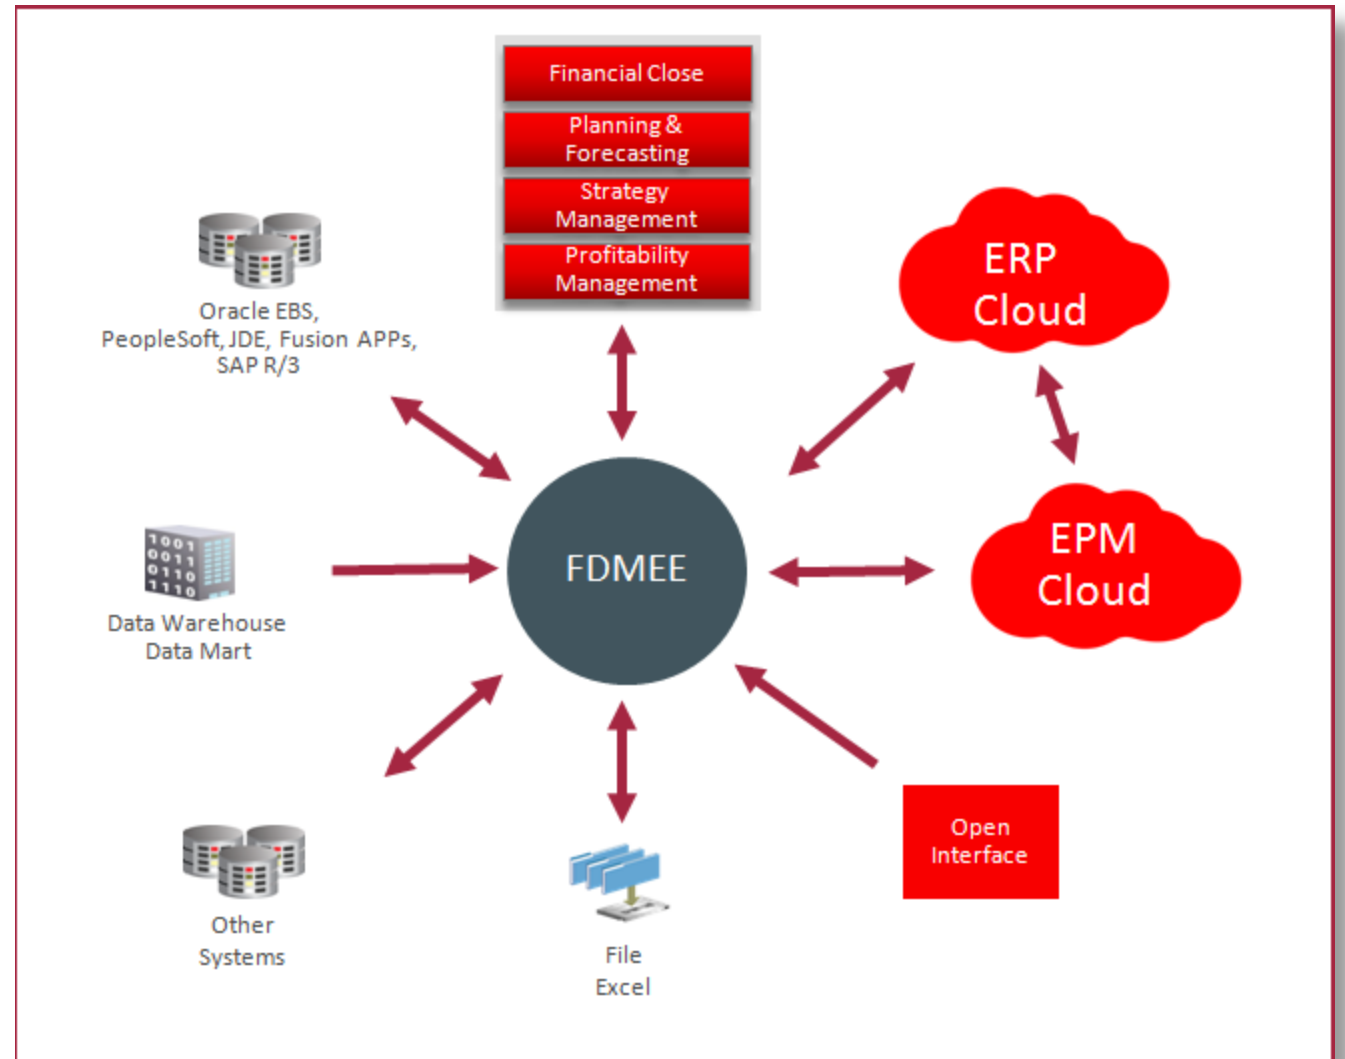 Financial Close
Planning &
Forecasting
Strategy
Management
Profitability
Management
ERP
Cloud
Oracle EBS,
PeopleSoft, JDE, Fusion APPs,
SAP R/3
EPM
Cloud
FDMEE
1001
0011
0110
1110
Data Warehouse
Data Mart
Open
Interface
Other
Systems
File
Excel